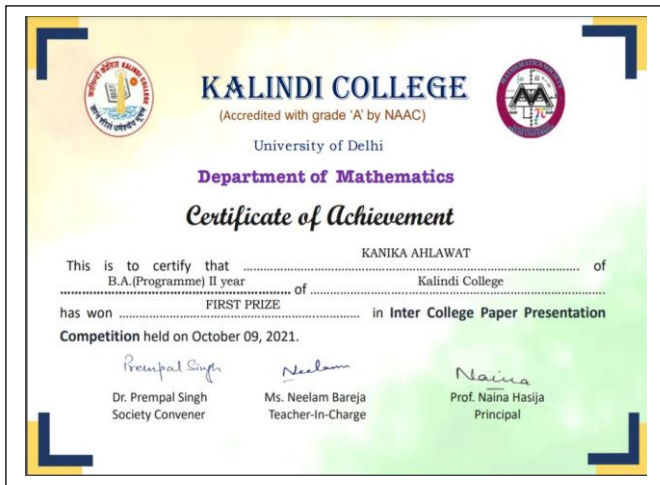 KALINDI COLLEGE
(Accredited with grade 'A' by NAAC)
University of Delhi
Department of Mathematics
Certificate of Achievement
This is to certify that KANIKA AHLAWAT of
B.A.(Programme) II year of Kalindi College
has won FIRST PRIZE in Inter College Paper Presentation
Competition held on October 09, 2021.
Prempal Singh Neelam Naina
Dr. Prempal Singh Ms. Neelam Bareja Prof. Naina Hasija
Society Convener Teacher-In-Charge Principal